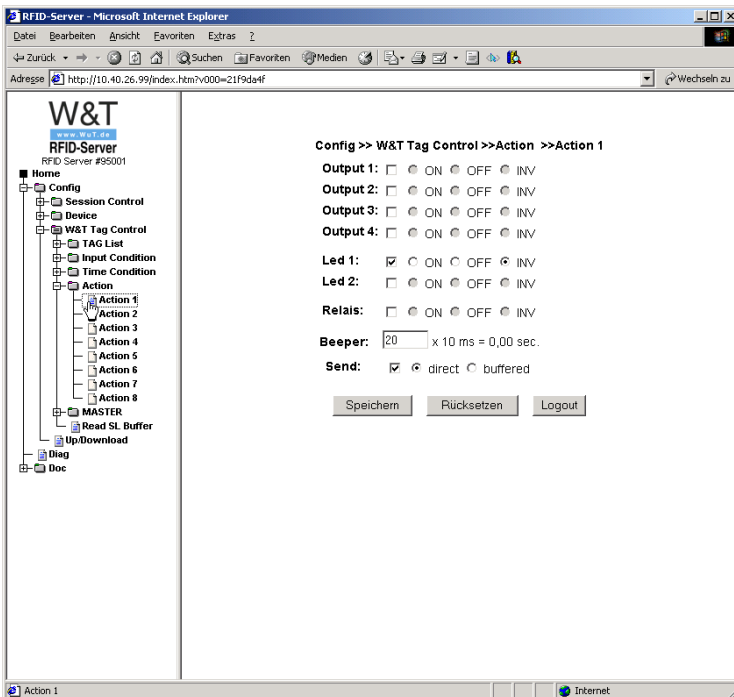 RFID-Server - Microsoft Internet Explorer
Datei Bearbeiten Ansicht Favoriten Extras ?
Zurück Suchen Favoriten Medien
Adresse http://10.40.26.99/index.htm?v000=21f9da4f Wechseln zu
W&T
www.WuT.de
RFID-Server
RFID Server #95001
Home
Config
Session Control
Device
W&T Tag Control
TAG List
Input Condition
Time Condition
Action
Action 1
Action 2
Action 3
Action 4
Action 5
Action 6
Action 7
Action 8
MASTER
Read SL Buffer
Up/Download
Diag
Doc
Config >> W&T Tag Control >>Action >>Action 1
Output 1: ON OFF INV
Output 2: ON OFF INV
Output 3: ON OFF INV
Output 4: ON OFF INV
Led 1: ON OFF INV
Led 2: ON OFF INV
Relais: ON OFF INV
Beeper: 20 x 10 ms = 0,00 sec.
Send: direct buffered
Speichern Rücksetzen Logout
Action 1 Internet